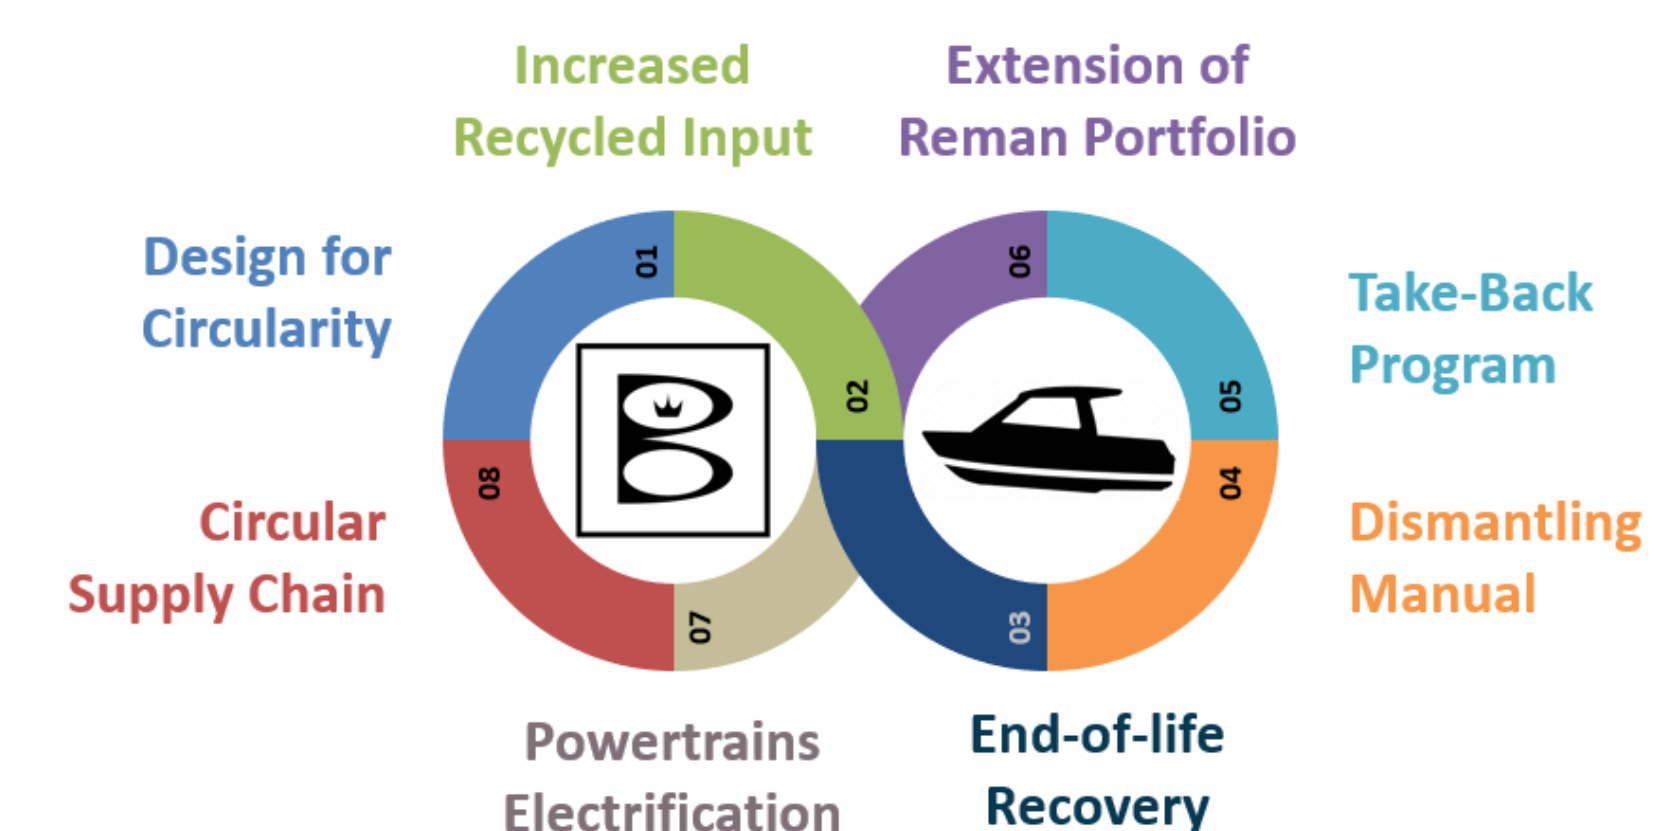 Increased
Recycled Input
Extension of
Reman Portfolio
Design for
Circularity
Take-Back
Program
Circular
Supply Chain
Dismantling
Manual
Powertrains
Electrification
End-of-life
Recovery
01
02
03
04
05
06
07
08
B